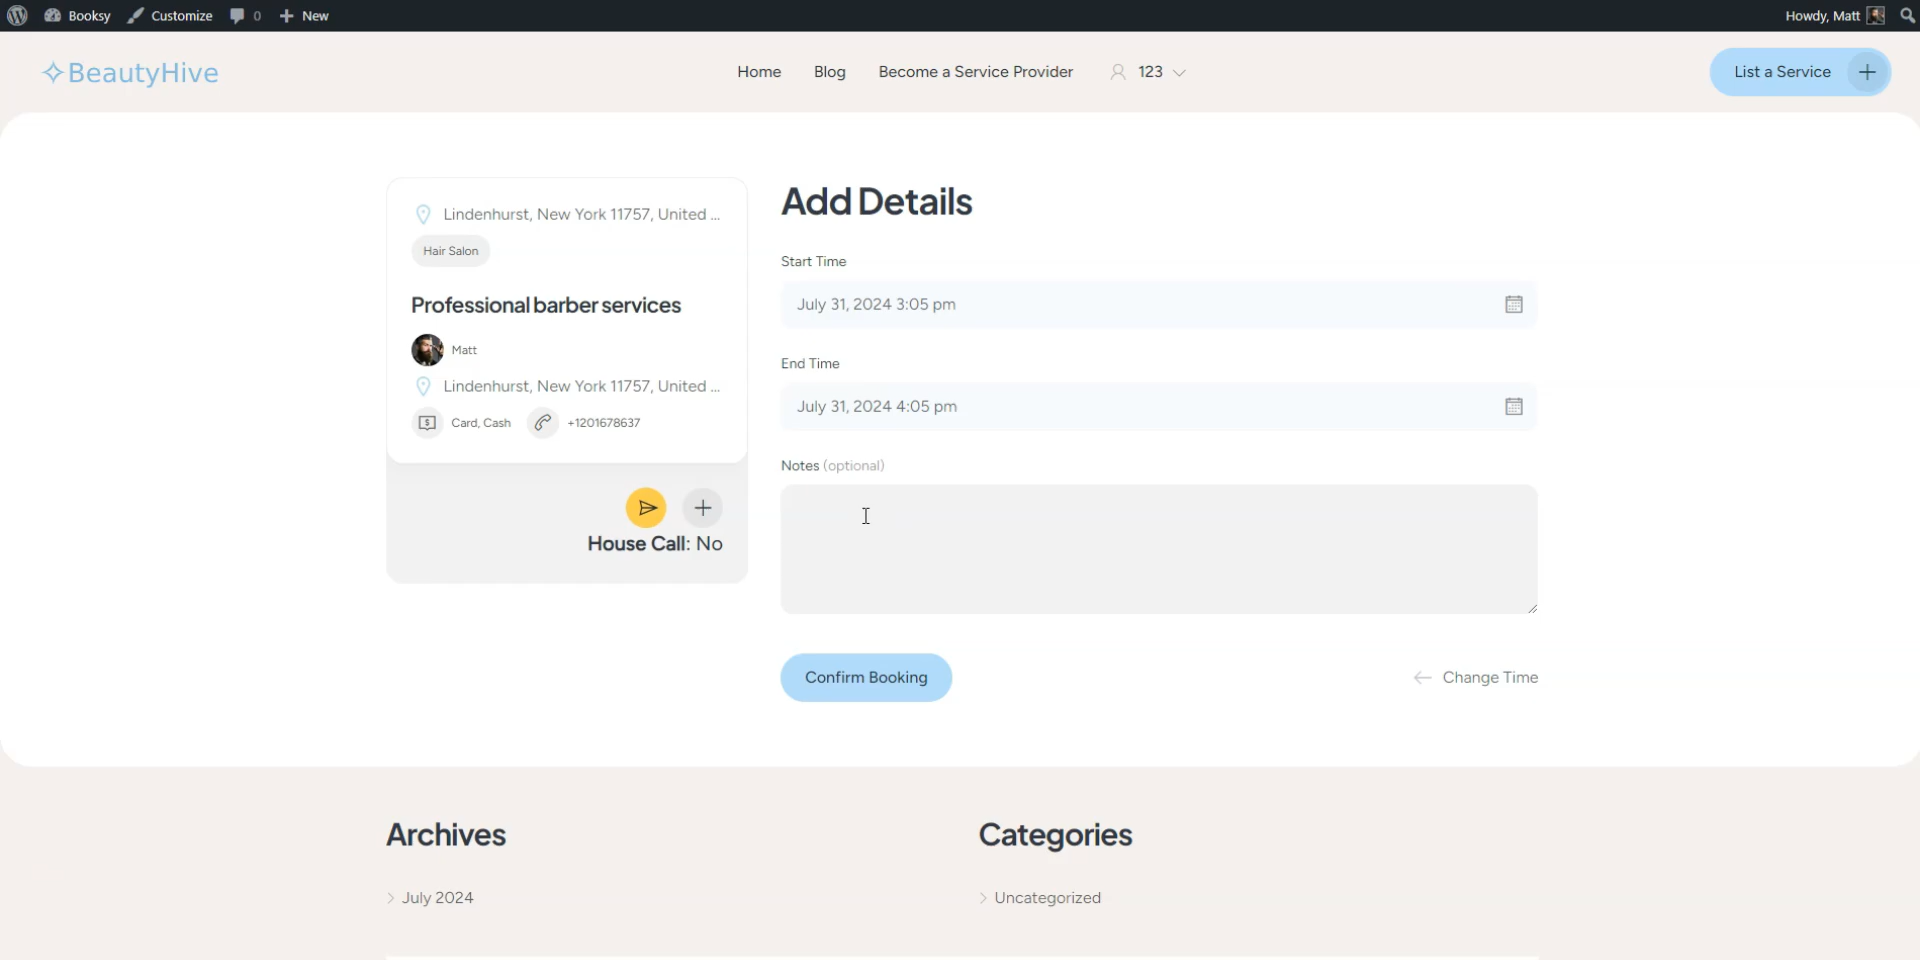 Booksy Customize 0 New Howdy, Matt
BeautyHive Home Blog Become a Service Provider 123 List a Service
Lindenhurst, New York 11757, United ...
Hair Salon
Professional barber services
Matt
Lindenhurst, New York 11757, United ...
Card, Cash +1201678637
House Call: No
Add Details
Start Time
July 31, 2024 3:05 pm
End Time
July 31, 2024 4:05 pm
Notes (optional)
Confirm Booking
Change Time
Archives
July 2024
Categories
Uncategorized